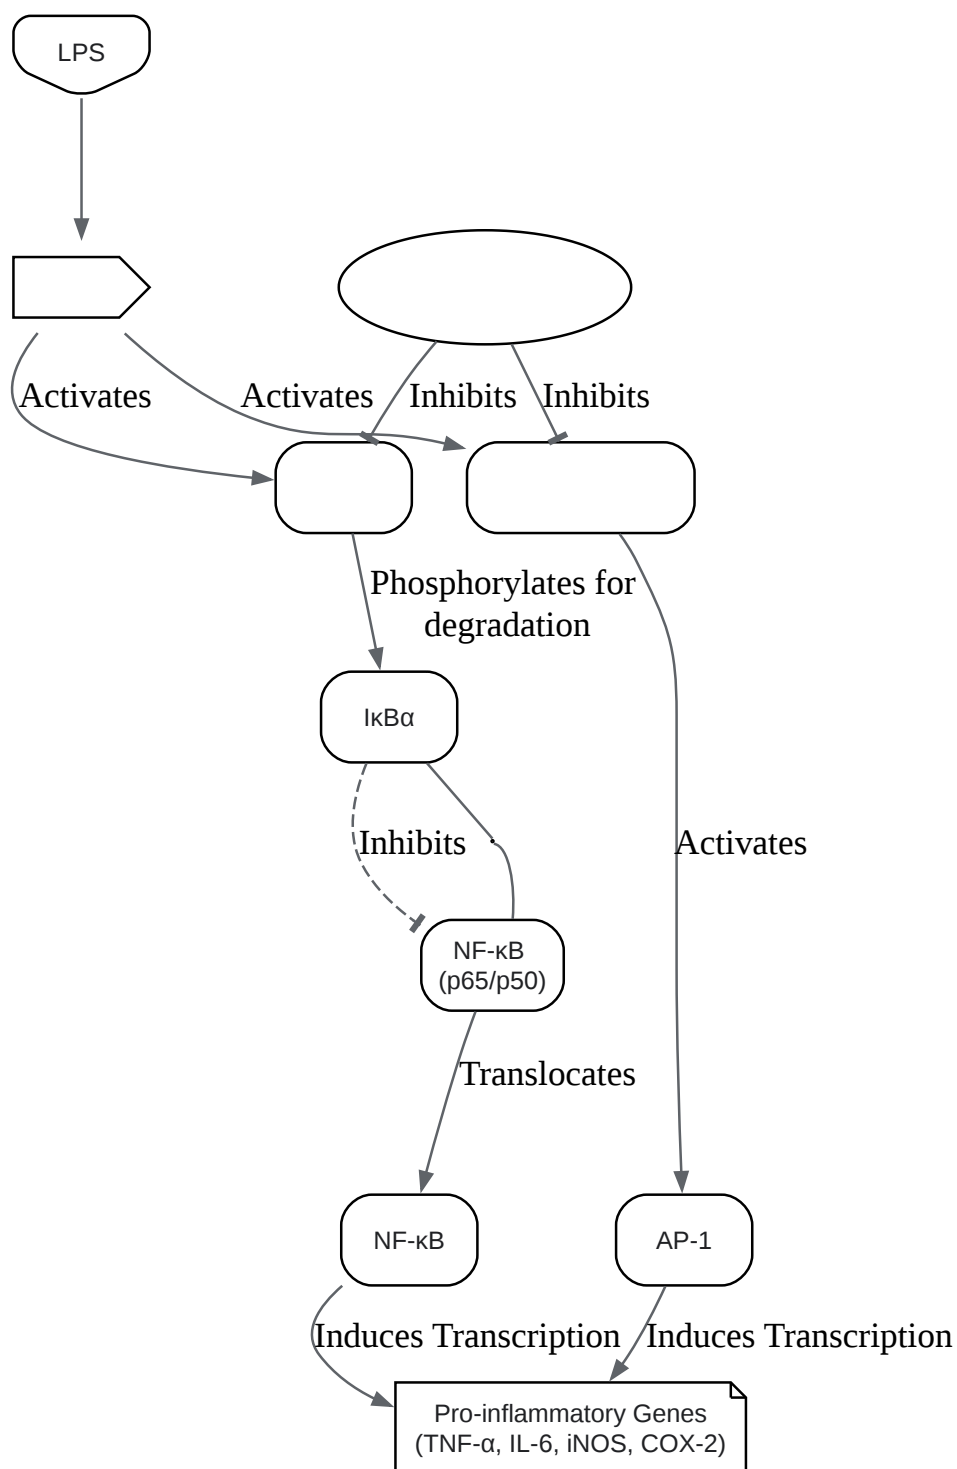 LPS
Activates
Activates
Inhibits
Inhibits
Phosphorylates for
degradation
IκBα
Inhibits
Activates
NF-κB
(p65/p50)
Translocates
NF-κB
AP-1
Induces Transcription
Induces Transcription
Pro-inflammatory Genes
(TNF-α, IL-6, iNOS, COX-2)